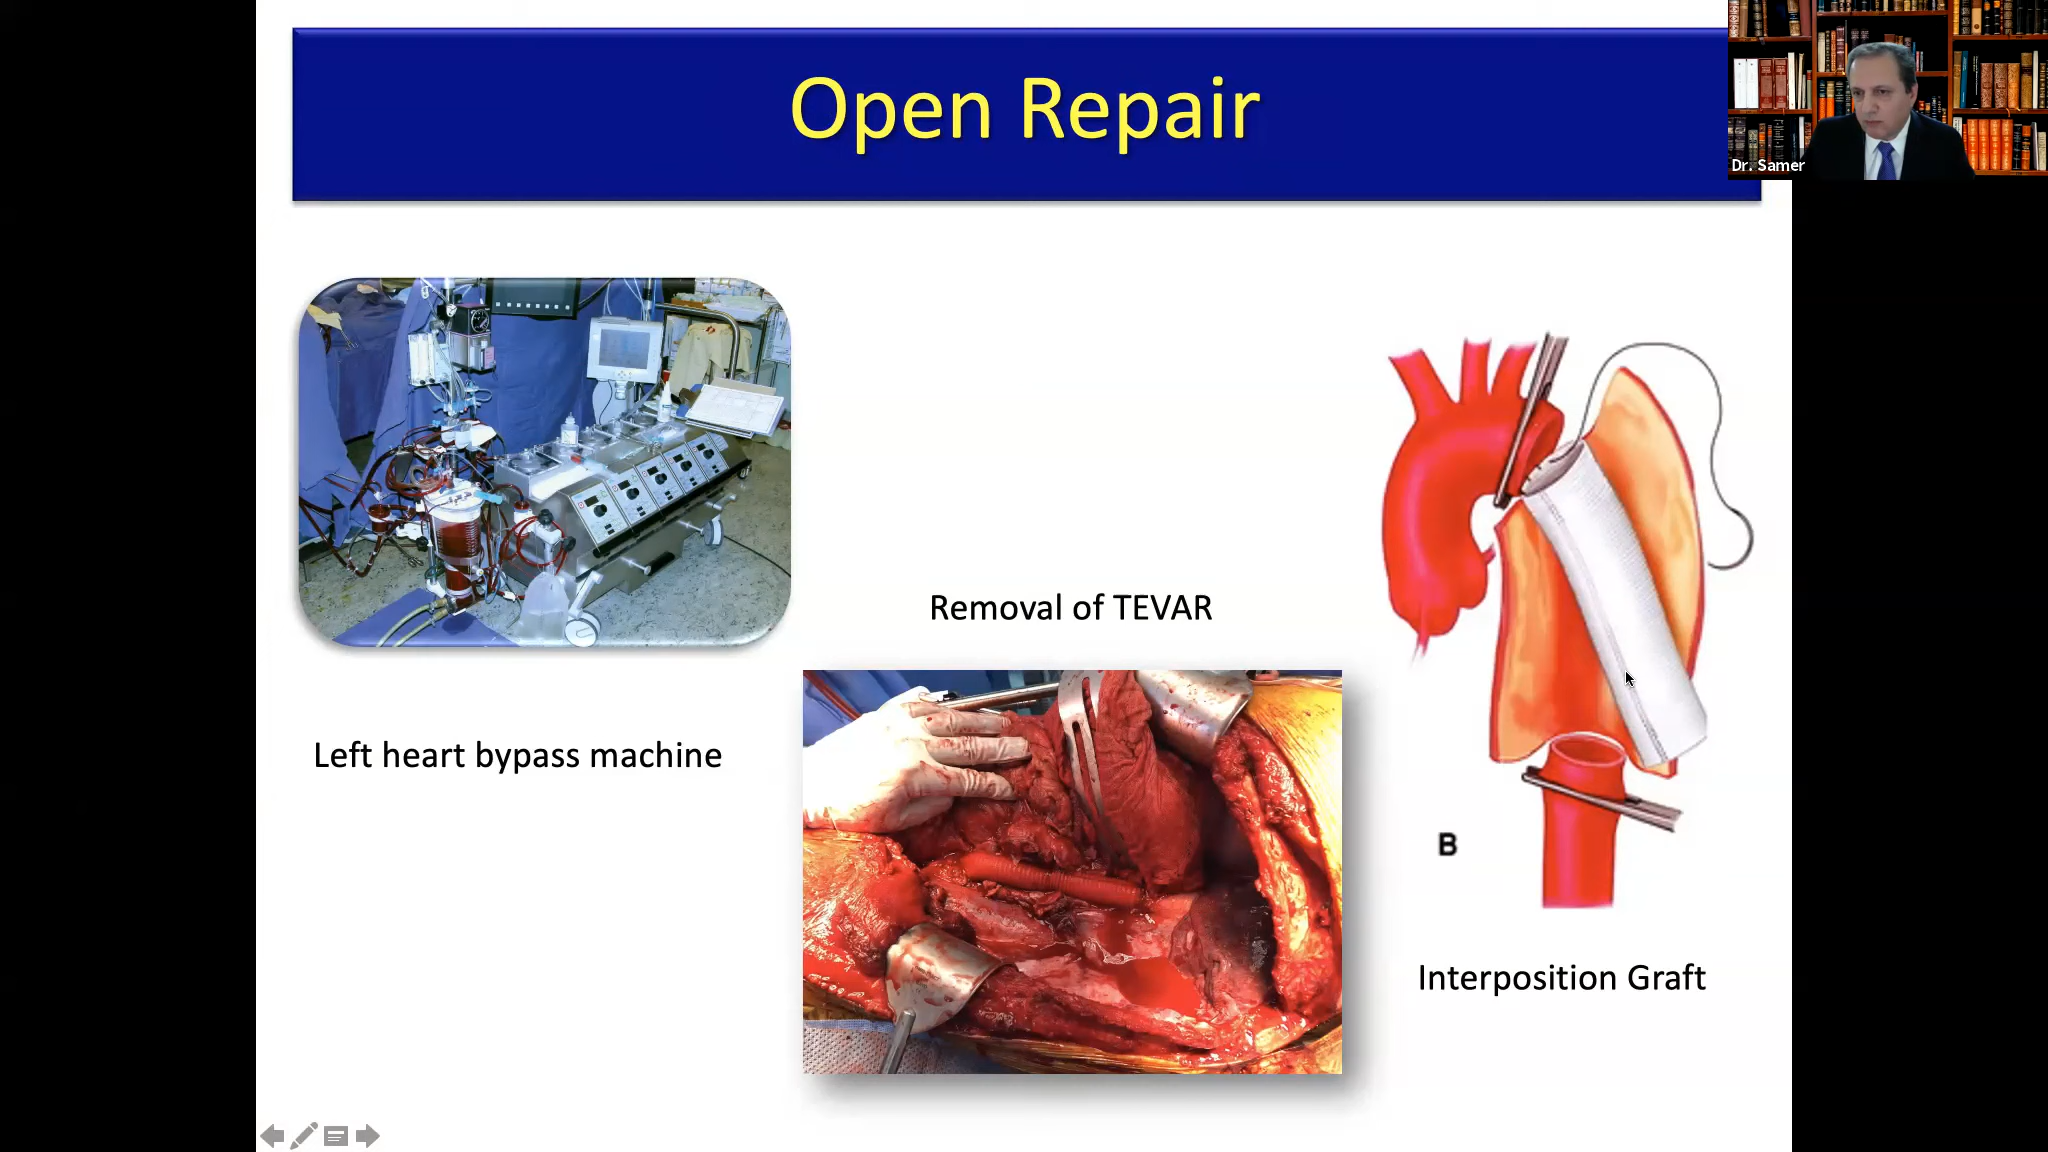 Open Repair
Dr. Samer
Removal of TEVAR
Left heart bypass machine
B
Interposition Graft